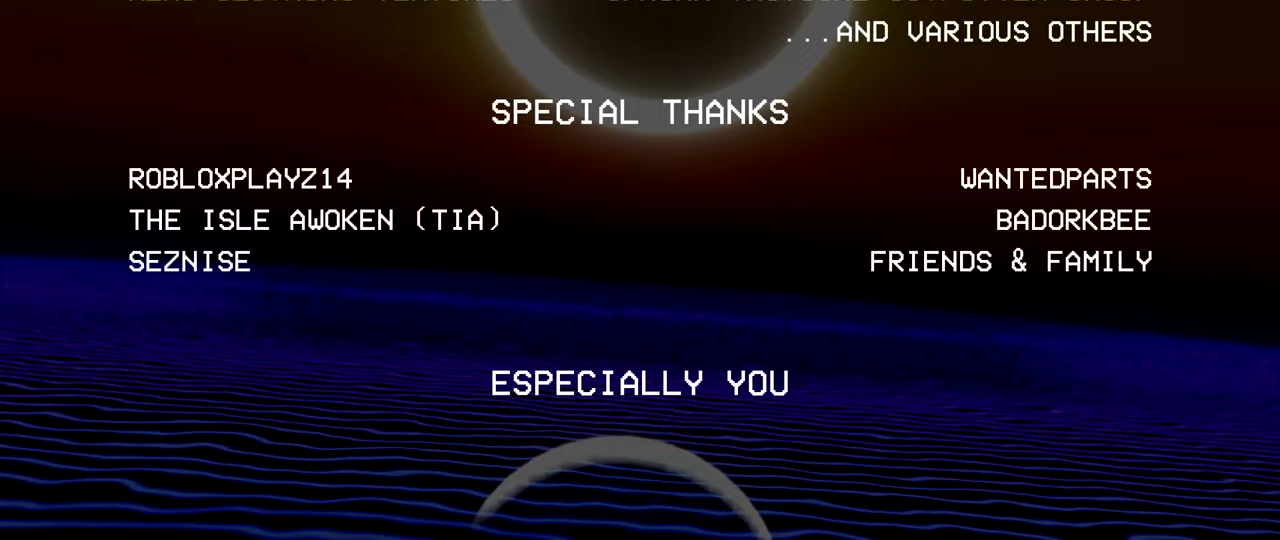 ...AND VARIOUS OTHERS
SPECIAL THANKS
ROBLOXPLAYZ14 WANTEDPARTS
THE ISLE AWOKEN (TIA) BADORKBEE
SEZNISE FRIENDS & FAMILY
ESPECIALLY YOU